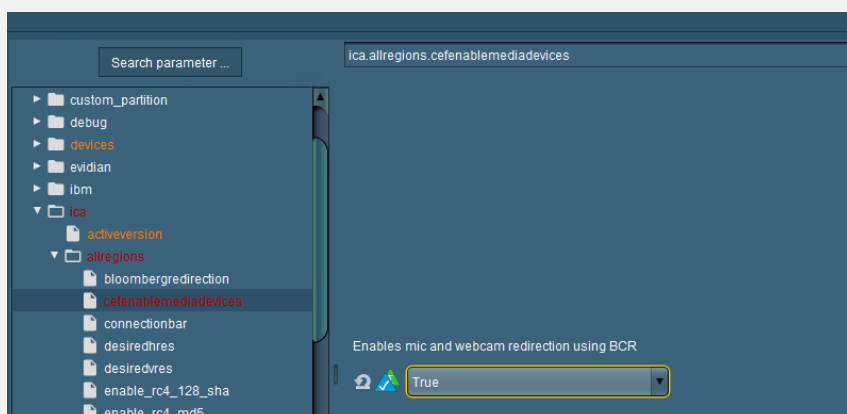 Search parameter ...
ica.allregions.cefenablemediadevices
custom_partition
debug
devices
evidian
ibm
ica
activeversion
allregions
bloombergredirection
cefenablemediadevices
connectionbar
desiredhres
desiredvres
enable_rc4_128_sha
enable_rc4_md5
Enables mic and webcam redirection using BCR
True